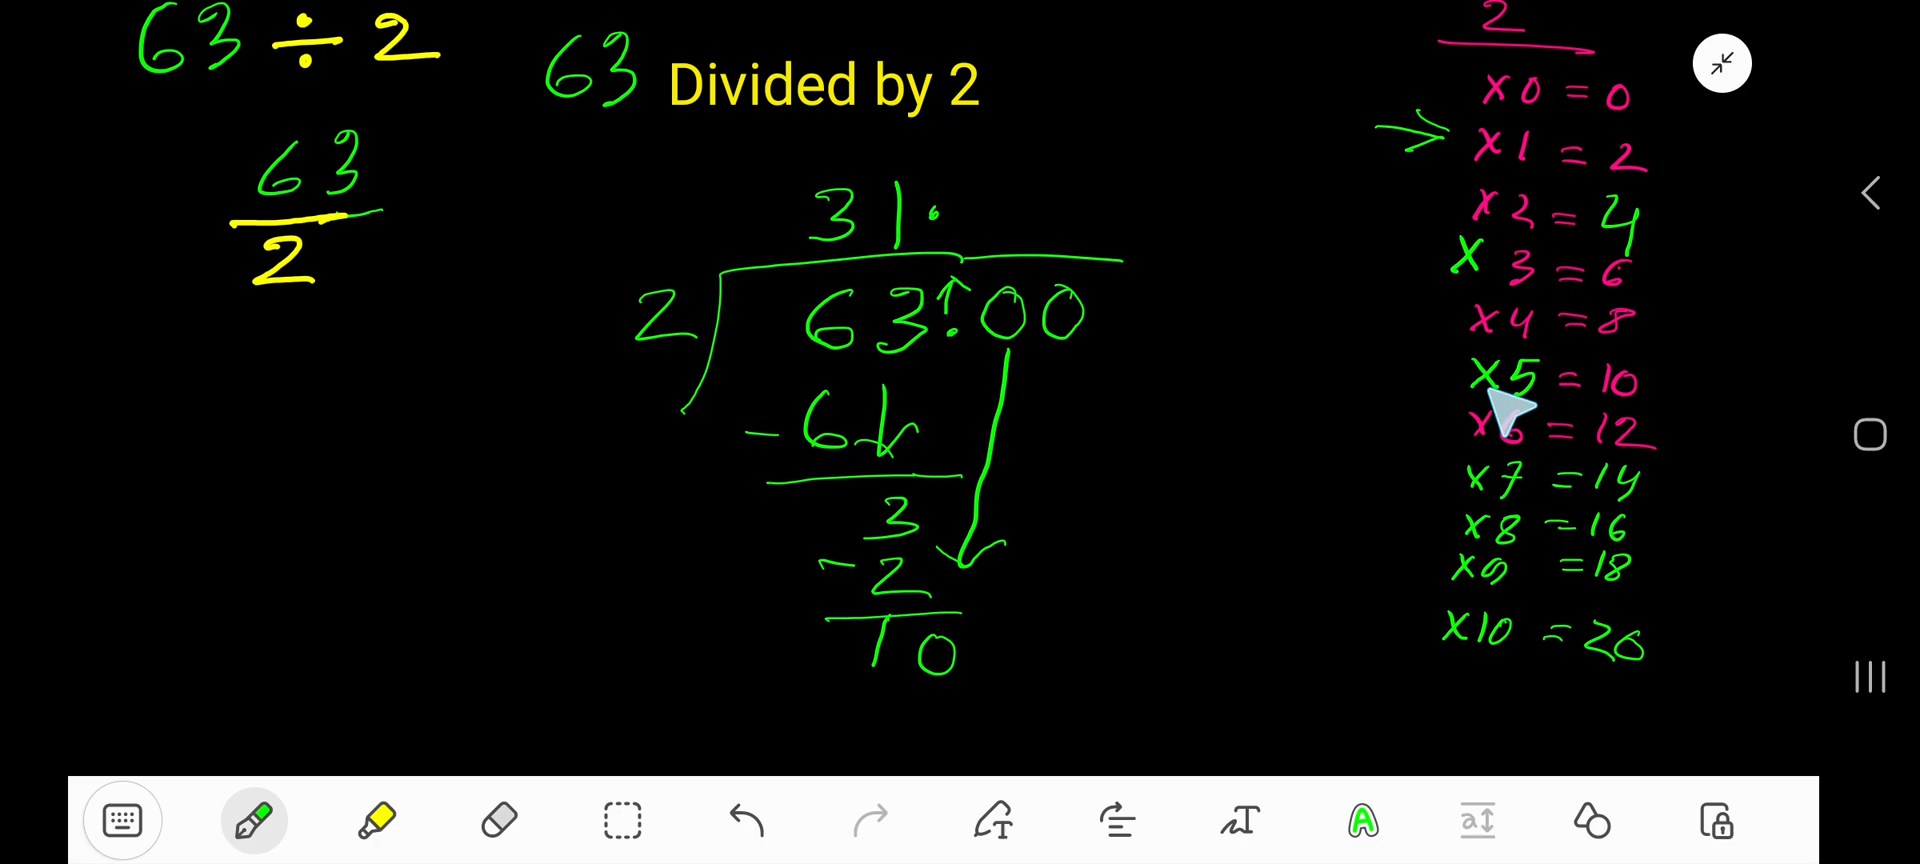 63 ÷ 2
63 Divided by 2
63
2
31.
2 63.00
- 6
3
- 2
10
2
x0 = 0
x1 = 2
x2 = 4
x3 = 6
x4 = 8
x5 = 10
x6 = 12
x7 = 14
x8 = 16
x9 = 18
x10 = 20